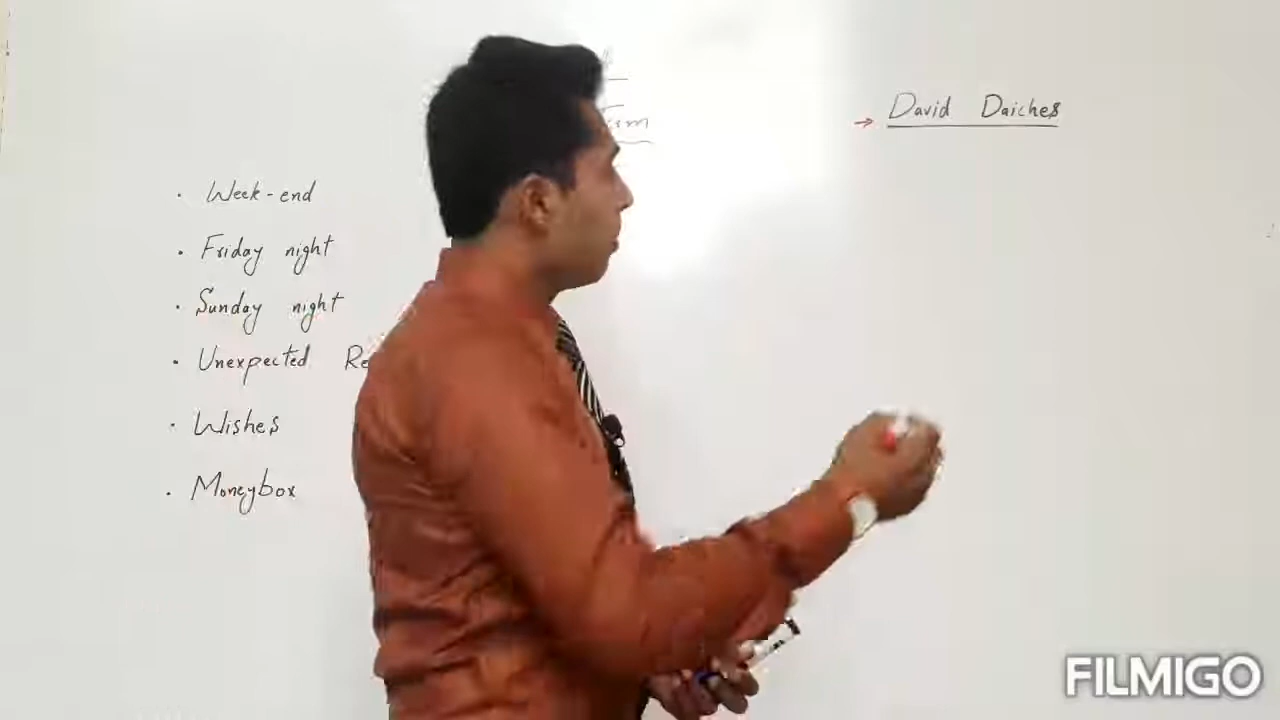 David Daiches
Week-end
Friday night
Sunday night
Unexpected
Wishes
Moneybox
FILMIGO